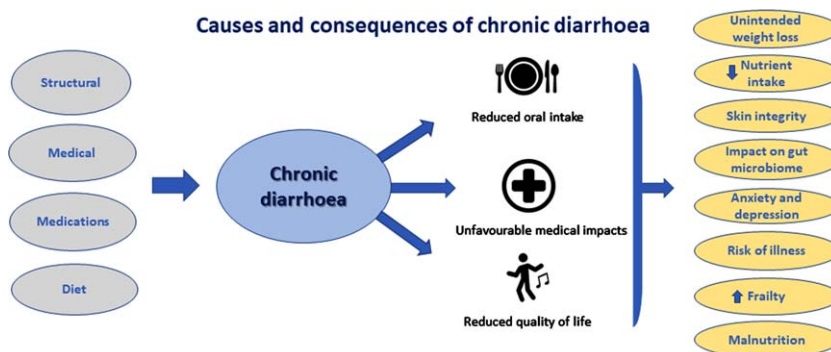 Causes and consequences of chronic diarrhoea
Structural
Medical
Medications
Diet
Chronic
diarrhoea
Reduced oral intake
Unfavourable medical impacts
Reduced quality of life
Unintended
weight loss
Nutrient
intake
Skin integrity
Impact on gut
microbiome
Anxiety and
depression
Risk of illness
Frailty
Malnutrition